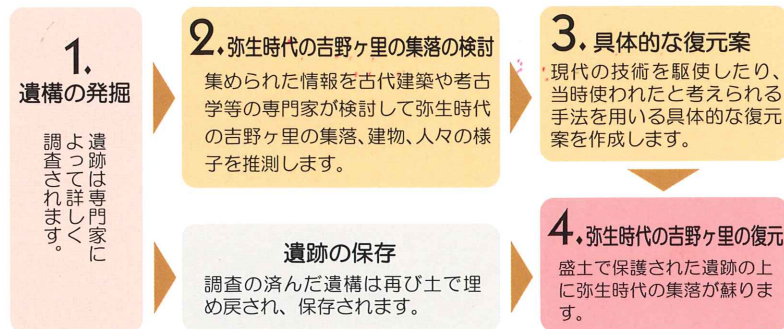 1.
遺構の発掘
遺跡は専門家に
よって詳しく
調査されます。
2.弥生時代の吉野ヶ里の集落の検討
集められた情報を古代建築や考古
学等の専門家が検討して弥生時代
の吉野ヶ里の集落、建物、人々の様
子を推測します。
3.具体的な復元案
現代の技術を駆使したり、
当時使われたと考えられる
手法を用いる具体的な復元
案を作成します。
遺跡の保存
調査の済んだ遺構は再び土で埋
め戻され、保存されます。
4.弥生時代の吉野ヶ里の復元
盛土で保護された遺跡の上
に弥生時代の集落が蘇りま
す。